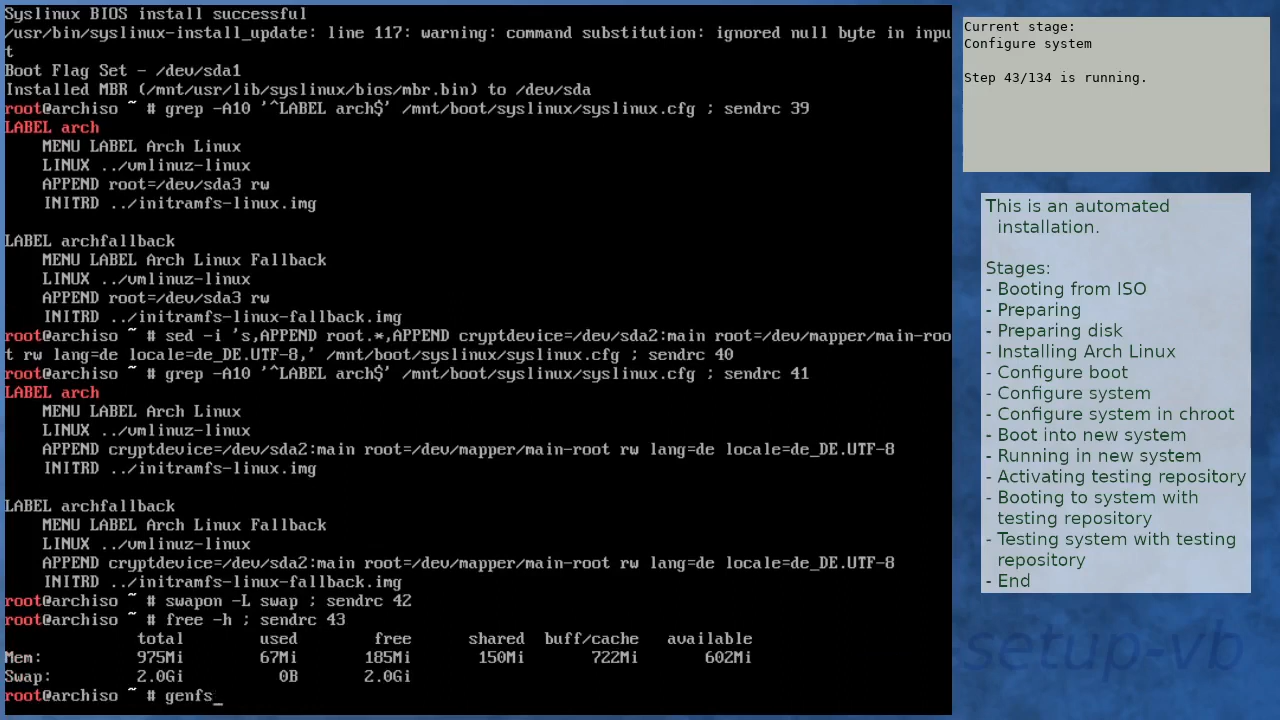 Syslinux BIOS install successful
/usr/bin/syslinux-install_update: line 117: warning: command substitution: ignored null byte in inpu
t
Boot Flag Set - /dev/sda1
Installed MBR (/mnt/usr/lib/syslinux/bios/mbr.bin) to /dev/sda
root@archiso ~ # grep -A10 '^LABEL arch$' /mnt/boot/syslinux/syslinux.cfg ; sendrc 39
LABEL arch
    MENU LABEL Arch Linux
    LINUX ../vmlinuz-linux
    APPEND root=/dev/sda3 rw
    INITRD ../initramfs-linux.img

LABEL archfallback
    MENU LABEL Arch Linux Fallback
    LINUX ../vmlinuz-linux
    APPEND root=/dev/sda3 rw
    INITRD ../initramfs-linux-fallback.img
root@archiso ~ # sed -i 's,APPEND root.*,APPEND cryptdevice=/dev/sda2:main root=/dev/mapper/main-roo
t rw lang=de locale=de_DE.UTF-8,' /mnt/boot/syslinux/syslinux.cfg ; sendrc 40
root@archiso ~ # grep -A10 '^LABEL arch$' /mnt/boot/syslinux/syslinux.cfg ; sendrc 41
LABEL arch
    MENU LABEL Arch Linux
    LINUX ../vmlinuz-linux
    APPEND cryptdevice=/dev/sda2:main root=/dev/mapper/main-root rw lang=de locale=de_DE.UTF-8
    INITRD ../initramfs-linux.img

LABEL archfallback
    MENU LABEL Arch Linux Fallback
    LINUX ../vmlinuz-linux
    APPEND cryptdevice=/dev/sda2:main root=/dev/mapper/main-root rw lang=de locale=de_DE.UTF-8
    INITRD ../initramfs-linux-fallback.img
root@archiso ~ # swapon -L swap ; sendrc 42
root@archiso ~ # free -h ; sendrc 43
              total        used        free      shared  buff/cache   available
Mem:          975Mi        67Mi       185Mi       150Mi       722Mi       602Mi
Swap:         2.0Gi          0B       2.0Gi
root@archiso ~ # genfs_
Current stage:
Configure system

Step 43/134 is running.
This is an automated
installation.

Stages:
- Booting from ISO
- Preparing
- Preparing disk
- Installing Arch Linux
- Configure boot
- Configure system
- Configure system in chroot
- Boot into new system
- Running in new system
- Activating testing repository
- Booting to system with
testing repository
- Testing system with testing
repository
- End
setup-vb